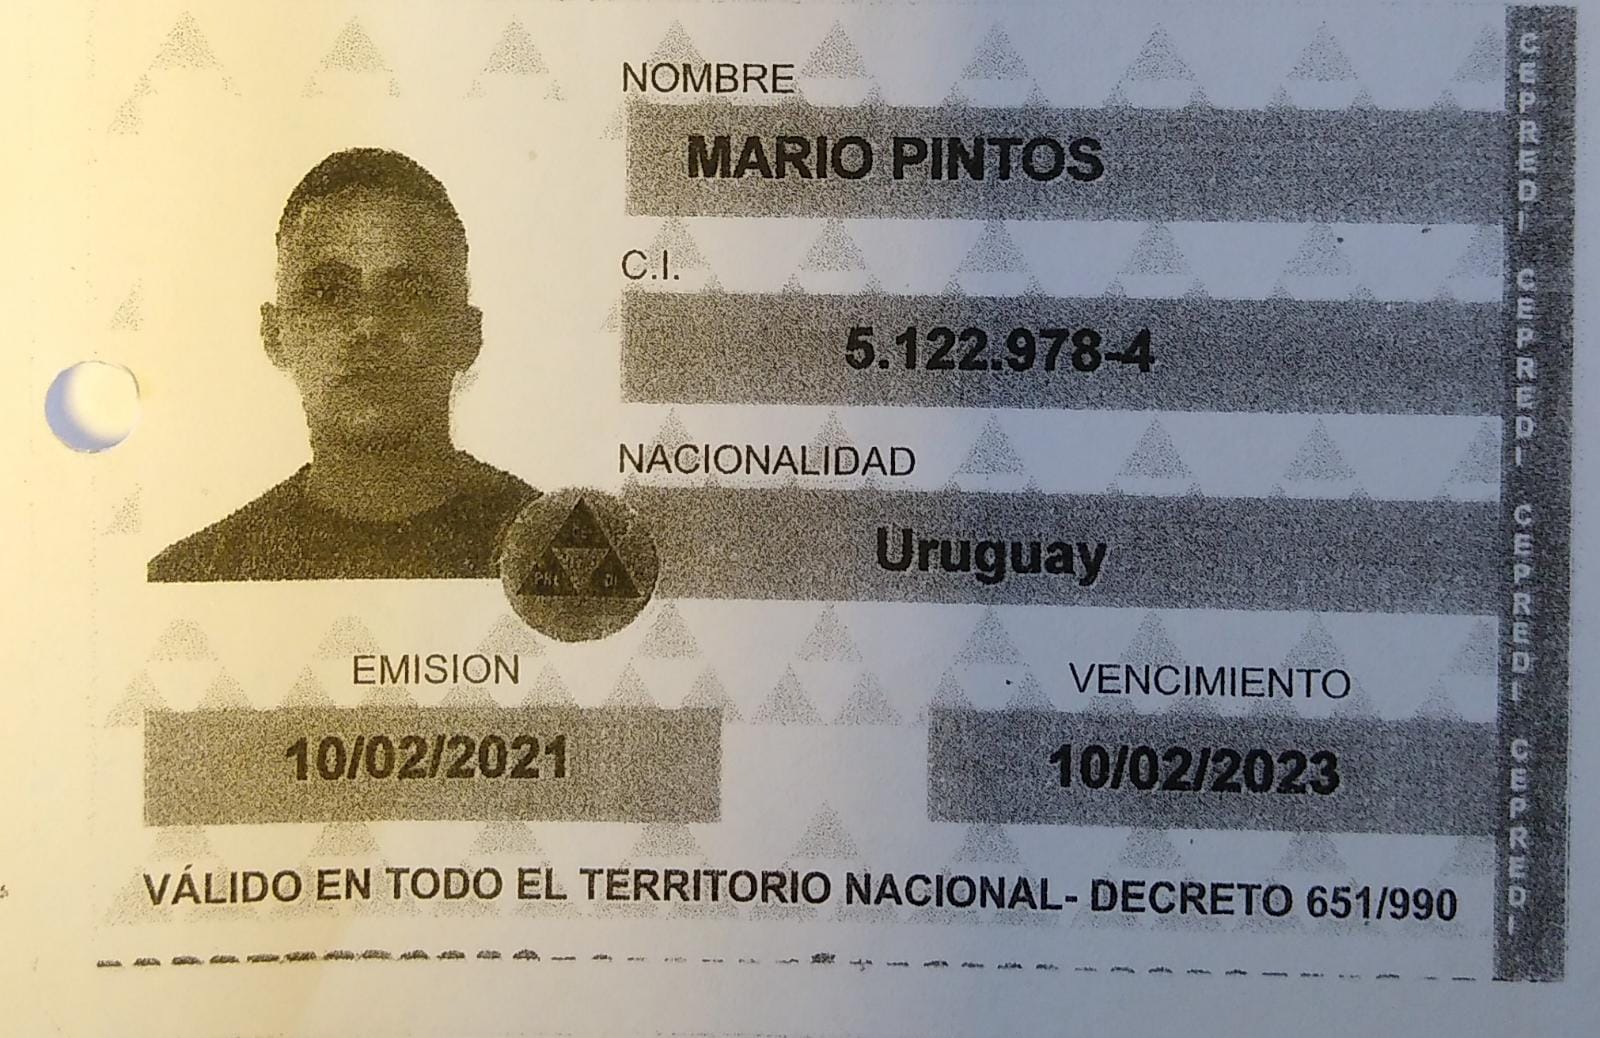 NOMBRE
MARIO PINTOS
C.I.
5.122.978-4
NACIONALIDAD
Uruguay
CE
PRE DI
EMISION
VENCIMIENTO
10/02/2021
10/02/2023
VÁLIDO EN TODO EL TERRITORIO NACIONAL- DECRETO 651/990
CEPREDI CEPREDI CEPREDI CEPREDI